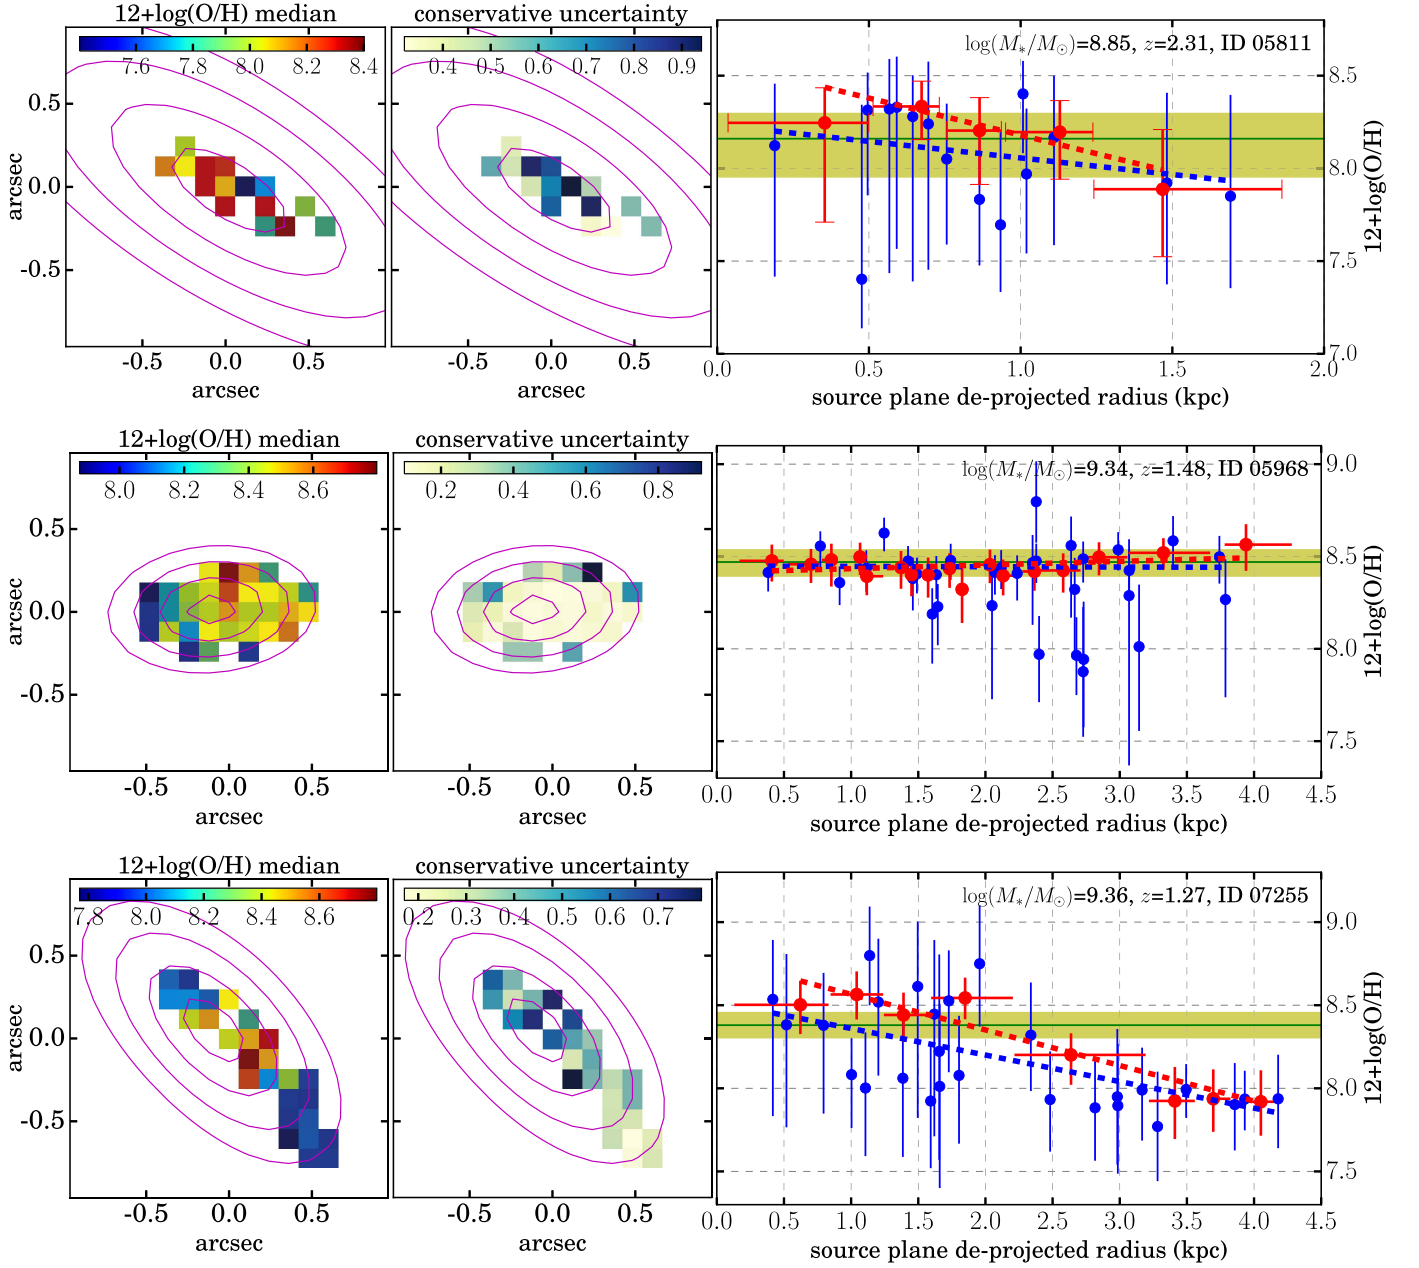 12+log(O/H) median
conservative uncertainty
7.6 7.8 8.0 8.2 8.4
0.4 0.5 0.6 0.7 0.8 0.9
log(M*/M⊙)=8.85, z=2.31, ID 05811
arcsec
0.5
0.0
-0.5
-0.5 0.0 0.5
arcsec
-0.5 0.0 0.5
arcsec
8.5
8.0
7.5
7.0
12+log(O/H)
0.0 0.5 1.0 1.5 2.0
source plane de-projected radius (kpc)
12+log(O/H) median
conservative uncertainty
8.0 8.2 8.4 8.6
0.2 0.4 0.6 0.8
log(M*/M⊙)=9.34, z=1.48, ID 05968
arcsec
0.5
0.0
-0.5
-0.5 0.0 0.5
arcsec
-0.5 0.0 0.5
arcsec
9.0
8.5
8.0
7.5
12+log(O/H)
0.0 0.5 1.0 1.5 2.0 2.5 3.0 3.5 4.0 4.5
source plane de-projected radius (kpc)
12+log(O/H) median
conservative uncertainty
7.8 8.0 8.2 8.4 8.6
0.2 0.3 0.4 0.5 0.6 0.7
log(M*/M⊙)=9.36, z=1.27, ID 07255
arcsec
0.5
0.0
-0.5
-0.5 0.0 0.5
arcsec
-0.5 0.0 0.5
arcsec
9.0
8.5
8.0
7.5
12+log(O/H)
0.0 0.5 1.0 1.5 2.0 2.5 3.0 3.5 4.0 4.5
source plane de-projected radius (kpc)